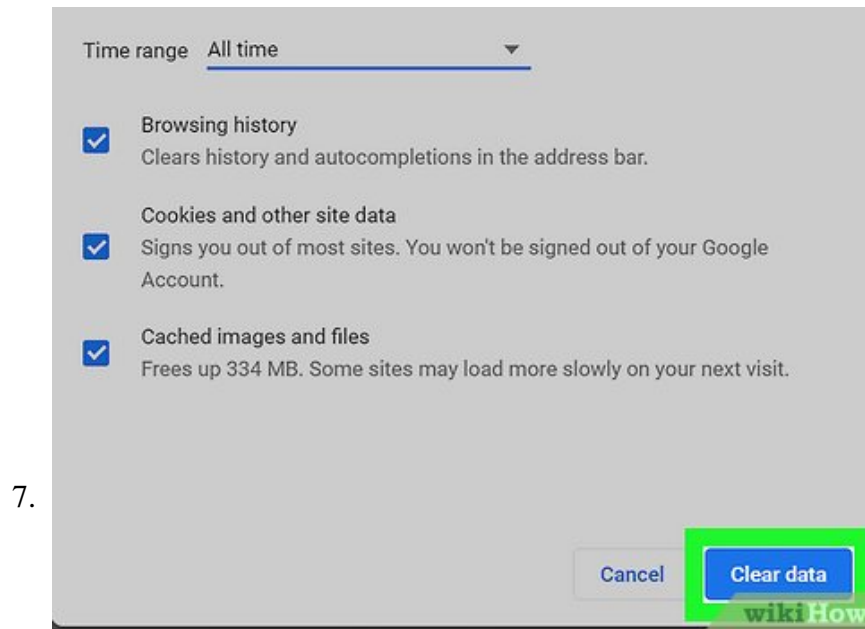 Time range All time
Browsing history
Clears history and autocompletions in the address bar.
Cookies and other site data
Signs you out of most sites. You won't be signed out of your Google
Account.
Cached images and files
Frees up 334 MB. Some sites may load more slowly on your next visit.
7.
Cancel Clear data
wikiHow